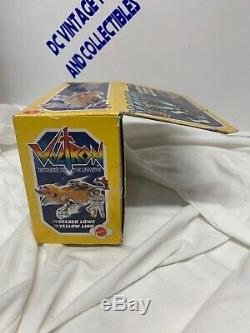 DC VINTAGE
AND COLLECTIBLES
VOLTRON
DEFENDER OF THE UNIVERSE
GELBER LÖWE
YELLOW LION